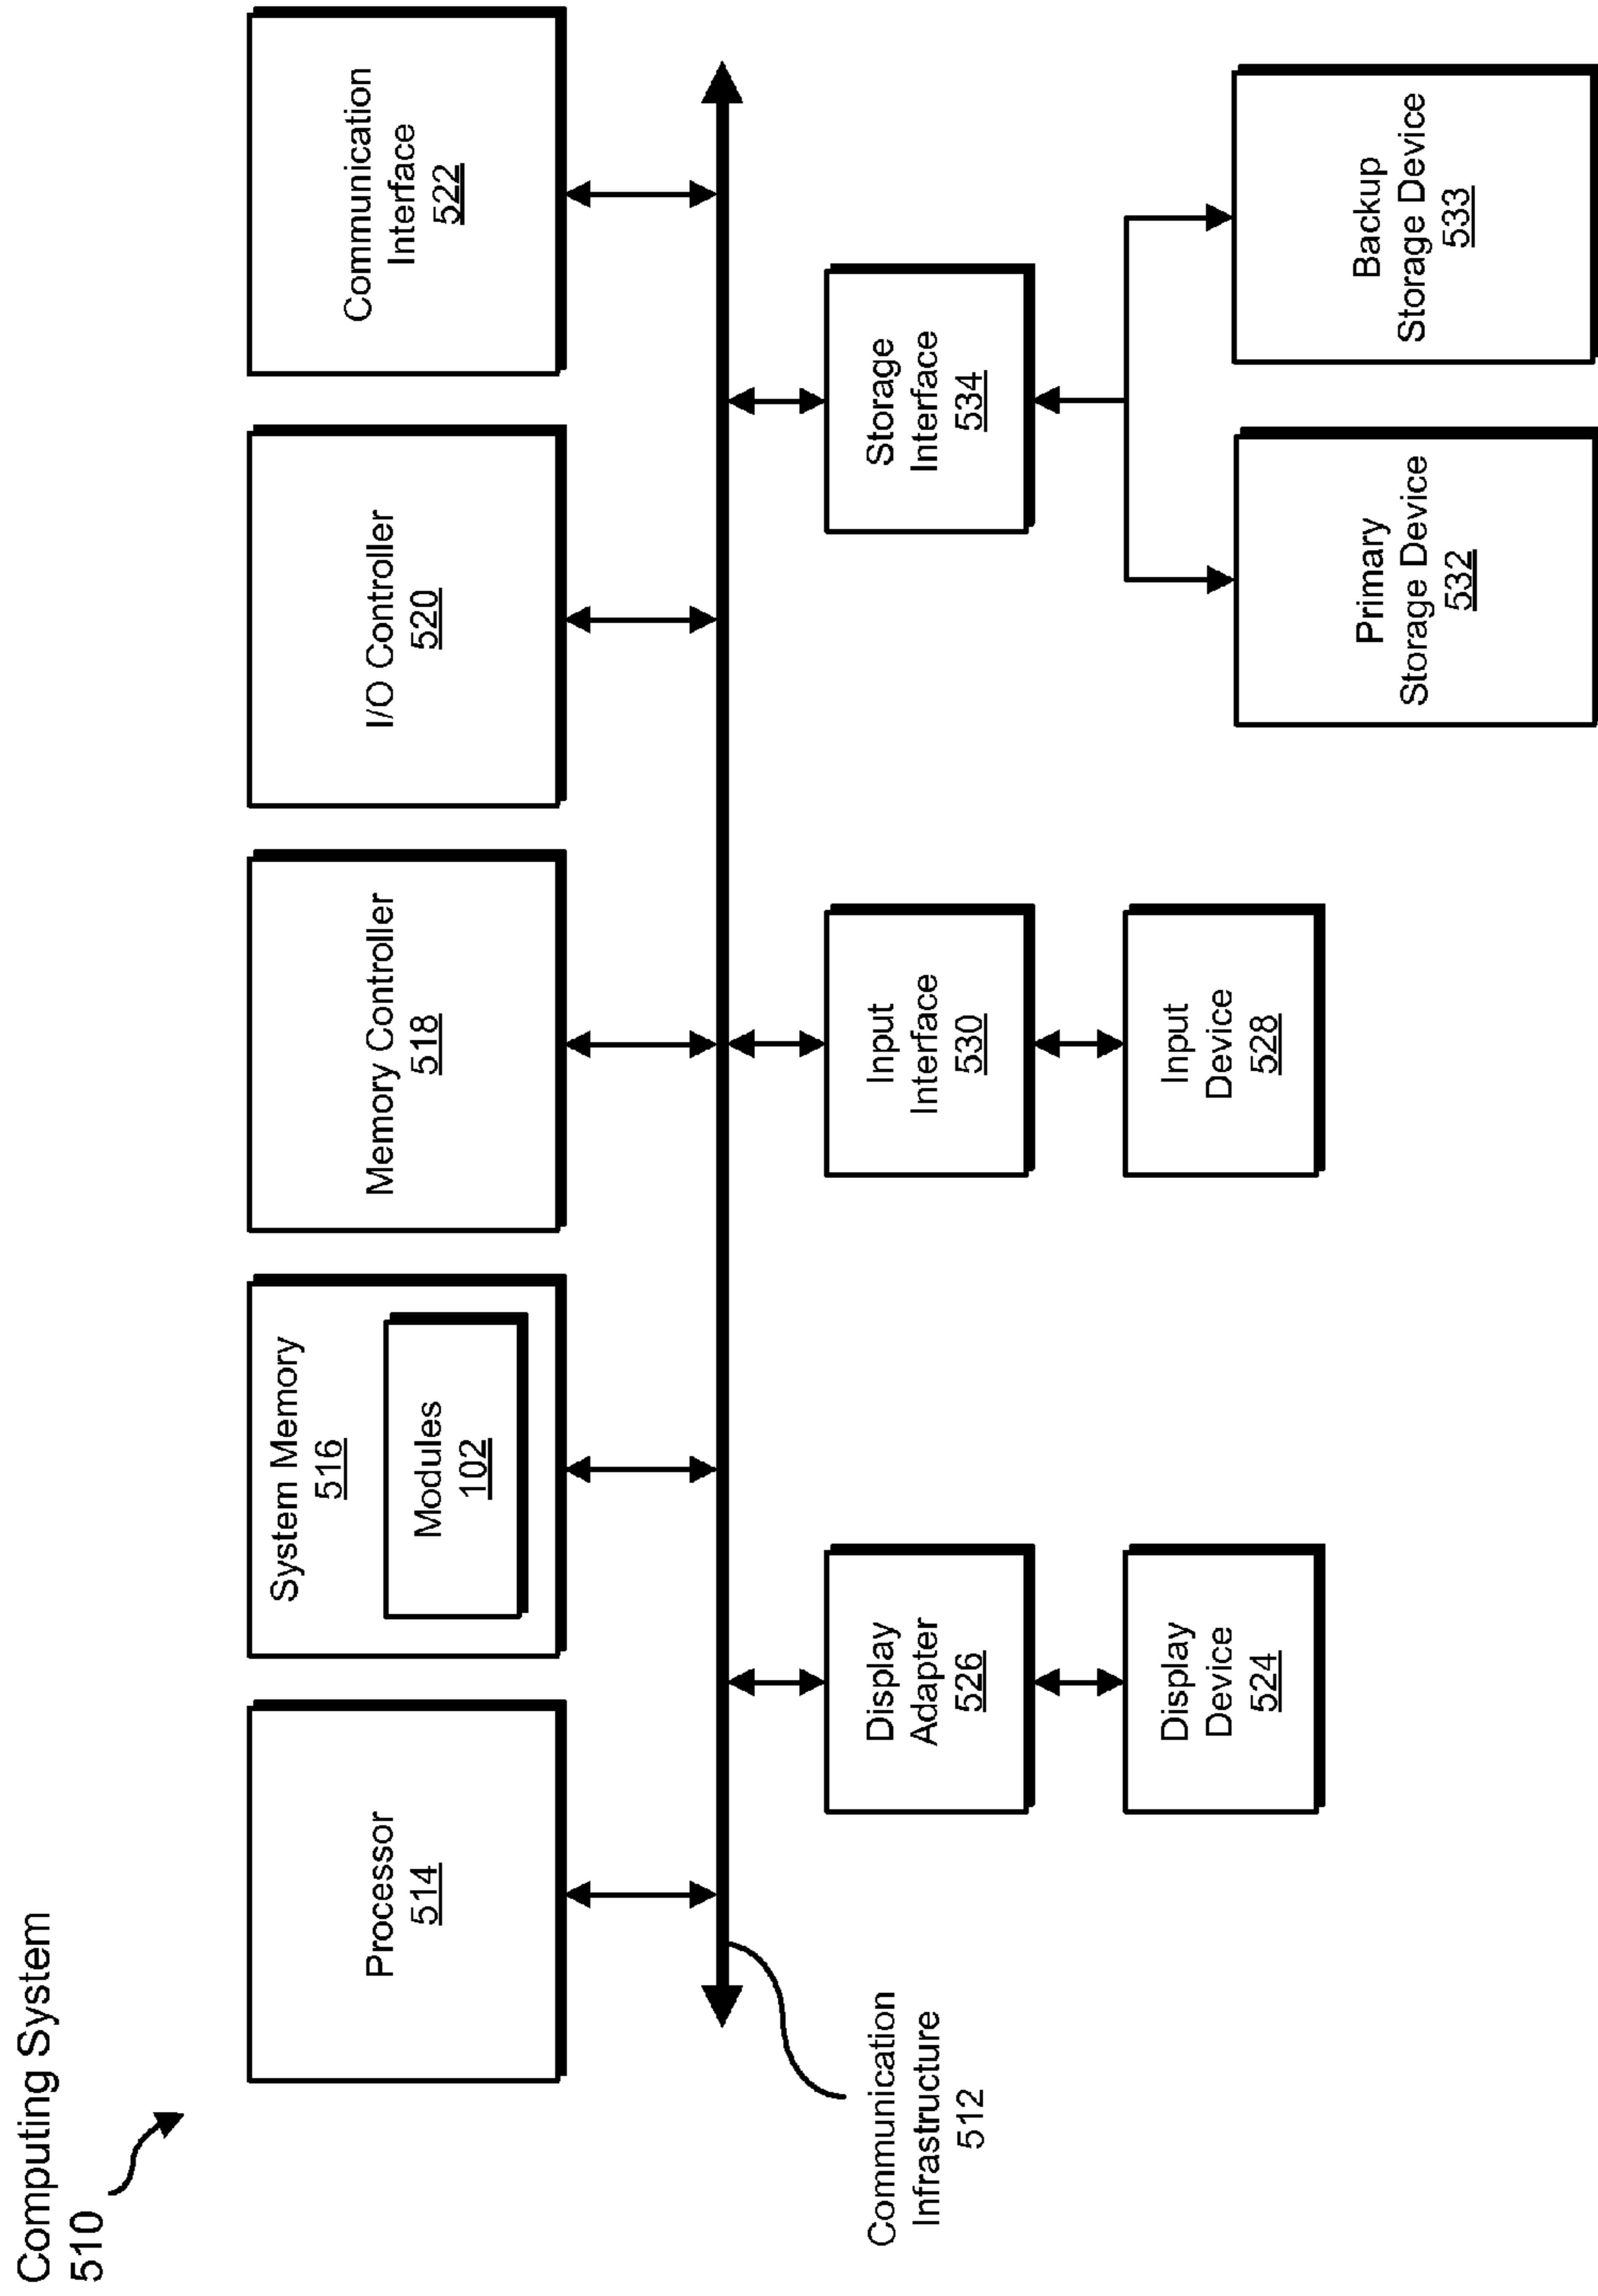 Computing System
510
Processor
514
System Memory
516
Modules
102
Memory Controller
518
I/O Controller
520
Communication
Interface
522
Communication
Infrastructure
512
Display
Adapter
526
Input
Interface
530
Storage
Interface
534
Display
Device
524
Input
Device
528
Primary
Storage Device
532
Backup
Storage Device
533